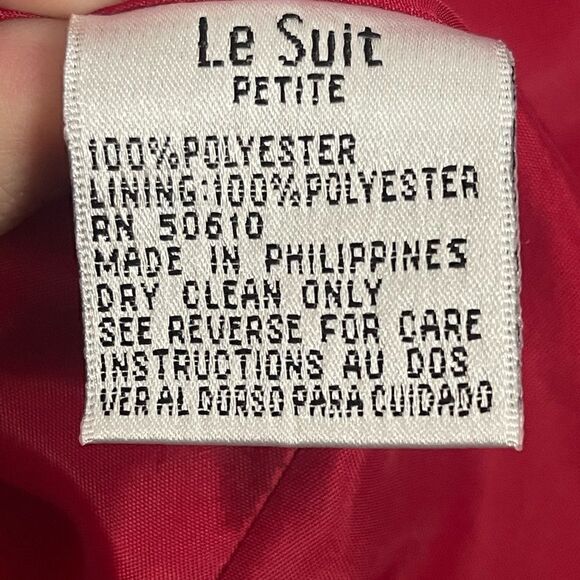 Le Suit
PETITE
100% POLYESTER
LINING:100% POLYESTER
RN 50610
MADE IN PHILIPPINES
DRY CLEAN ONLY
SEE REVERSE FOR CARE
INSTRUCTIONS AU DOS
VER AL DORSO PARA CUIDADO